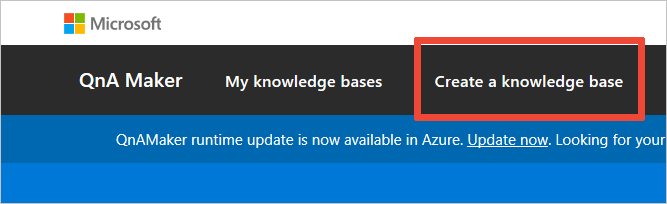 Microsoft
QnA Maker My knowledge bases Create a knowledge base
QnAMaker runtime update is now available in Azure. Update now. Looking for your